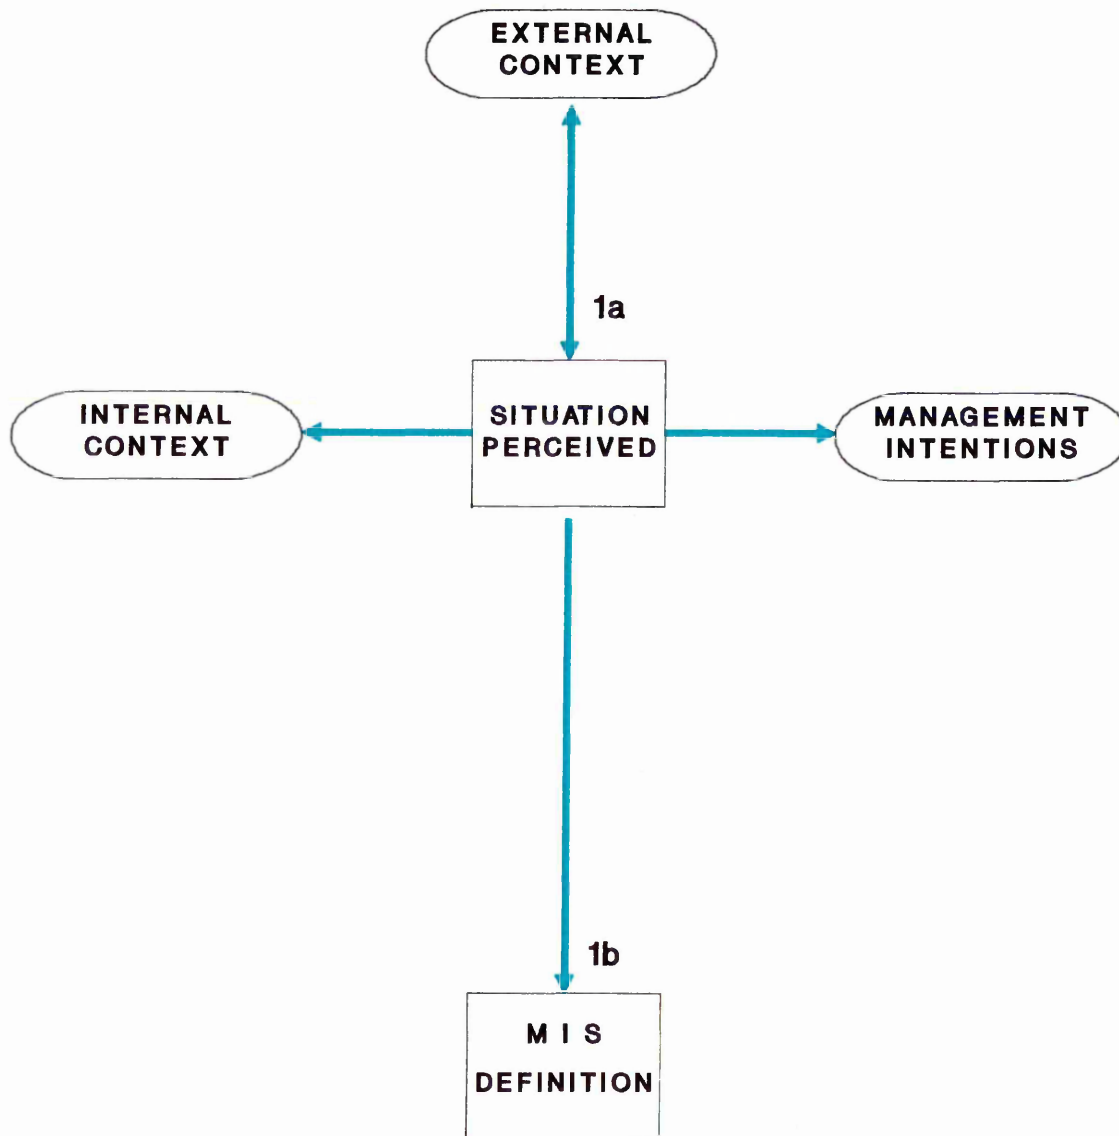 EXTERNAL
CONTEXT
1a
INTERNAL
CONTEXT
SITUATION
PERCEIVED
MANAGEMENT
INTENTIONS
1b
M I S
DEFINITION